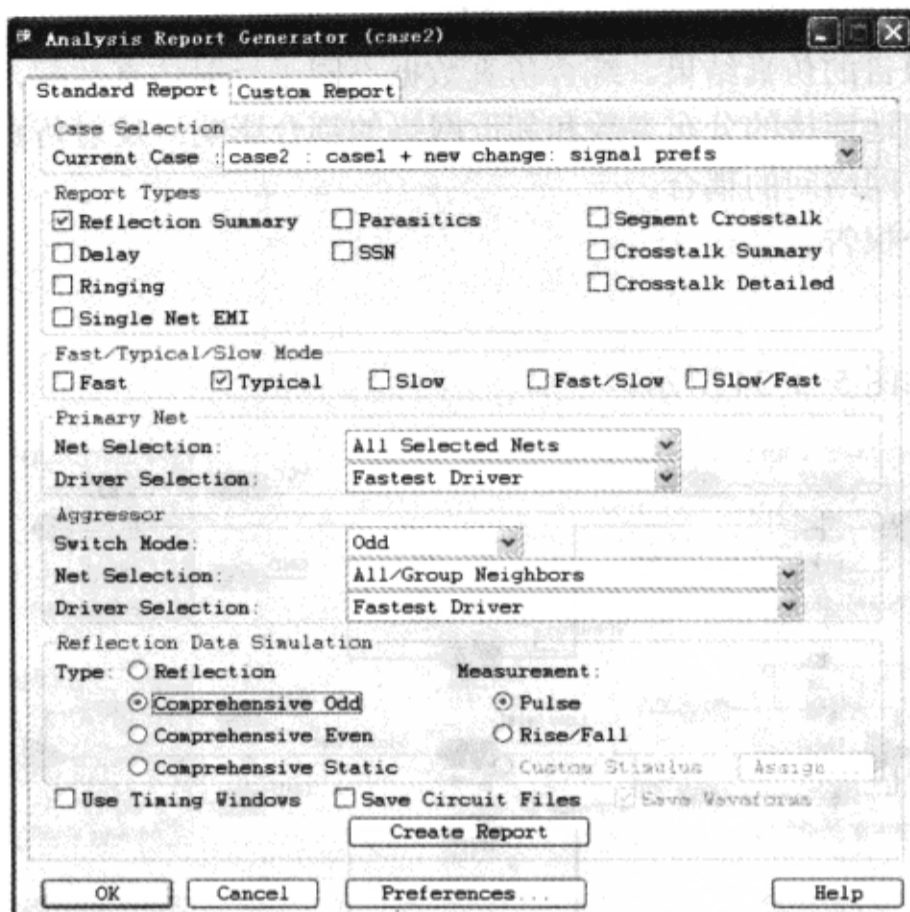 Analysis Report Generator (case2)
Standard Report Custom Report
Case Selection
Current Case : case2 : case1 + new change: signal prefs
Report Types
Reflection Summary Parasitics Segment Crosstalk
Delay SSN Crosstalk Summary
Ringing Crosstalk Detailed
Single Net EMI
Fast/Typical/Slow Mode
Fast Typical Slow Fast/Slow Slow/Fast
Primary Net
Net Selection: All Selected Nets
Driver Selection: Fastest Driver
Aggressor
Switch Mode: Odd
Net Selection: All/Group Neighbors
Driver Selection: Fastest Driver
Reflection Data Simulation
Type: Reflection Measurement:
Comprehensive Odd Pulse
Comprehensive Even Rise/Fall
Comprehensive Static Custom Stimulus Assign...
Use Timing Windows Save Circuit Files Save Waveforms
Create Report
OK Cancel Preferences... Help